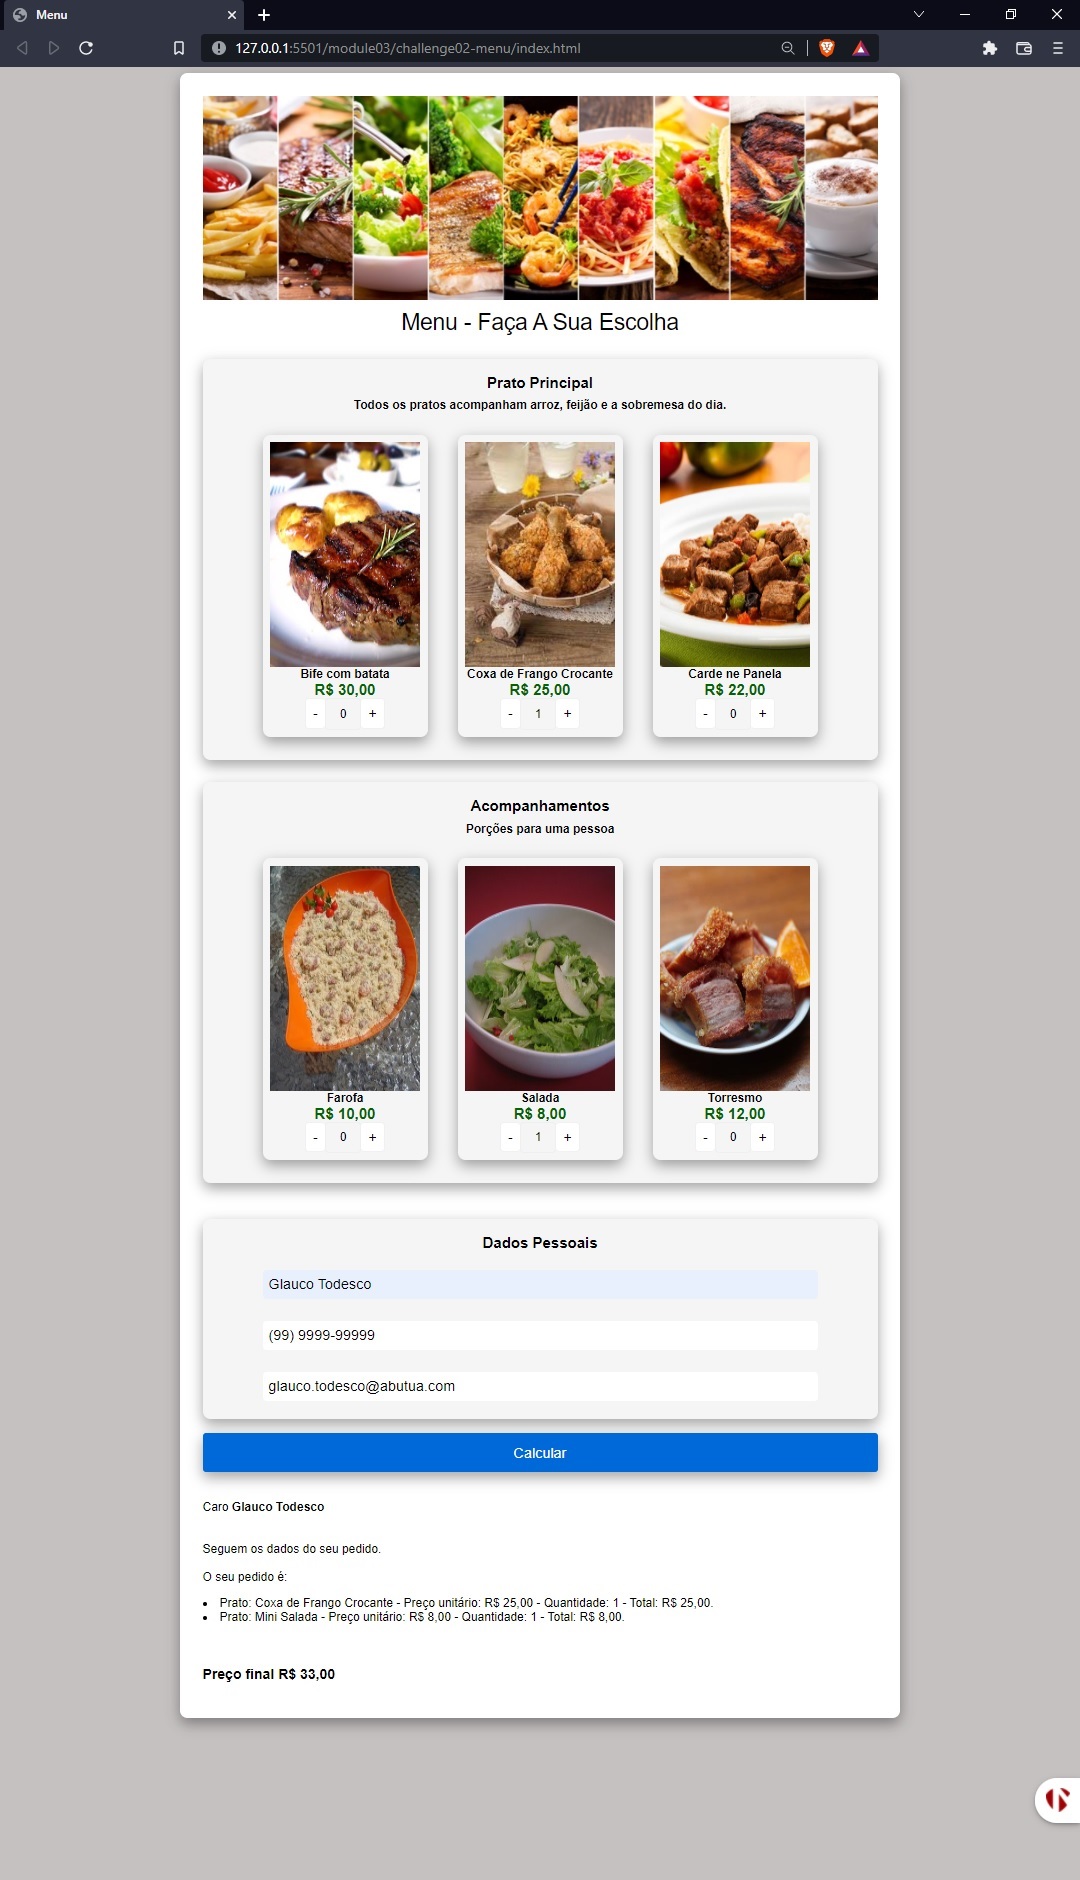 Menu
127.0.0.1:5501/module03/challenge02-menu/index.html
Menu - Faça A Sua Escolha
Prato Principal
Todos os pratos acompanham arroz, feijão e a sobremesa do dia.
Bife com batata
R$ 30,00
- 0 +
Coxa de Frango Crocante
R$ 25,00
- 1 +
Carde ne Panela
R$ 22,00
- 0 +
Acompanhamentos
Porções para uma pessoa
Farofa
R$ 10,00
- 0 +
Salada
R$ 8,00
- 1 +
Torresmo
R$ 12,00
- 0 +
Dados Pessoais
Glauco Todesco
(99) 9999-99999
glauco.todesco@abutua.com
Calcular
Caro Glauco Todesco
Seguem os dados do seu pedido.
O seu pedido é:
• Prato: Coxa de Frango Crocante - Preço unitário: R$ 25,00 - Quantidade: 1 - Total: R$ 25,00.
• Prato: Mini Salada - Preço unitário: R$ 8,00 - Quantidade: 1 - Total: R$ 8,00.
Preço final R$ 33,00